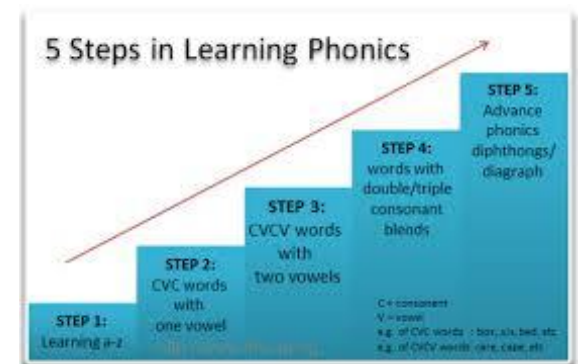 5 Steps in Learning Phonics
STEP 1:
Learning a-z
STEP 2:
CVC words
with
one vowel
STEP 3:
CVCV words
with
two vowels
STEP 4:
words with
double/triple
consonant
blends
STEP 5:
Advance
phonics
diphthongs/
diagraph
C = consonant
V = vowel
e.g. of CVC words : box, six, bed, etc
e.g. of CVCV words: care, cape, etc